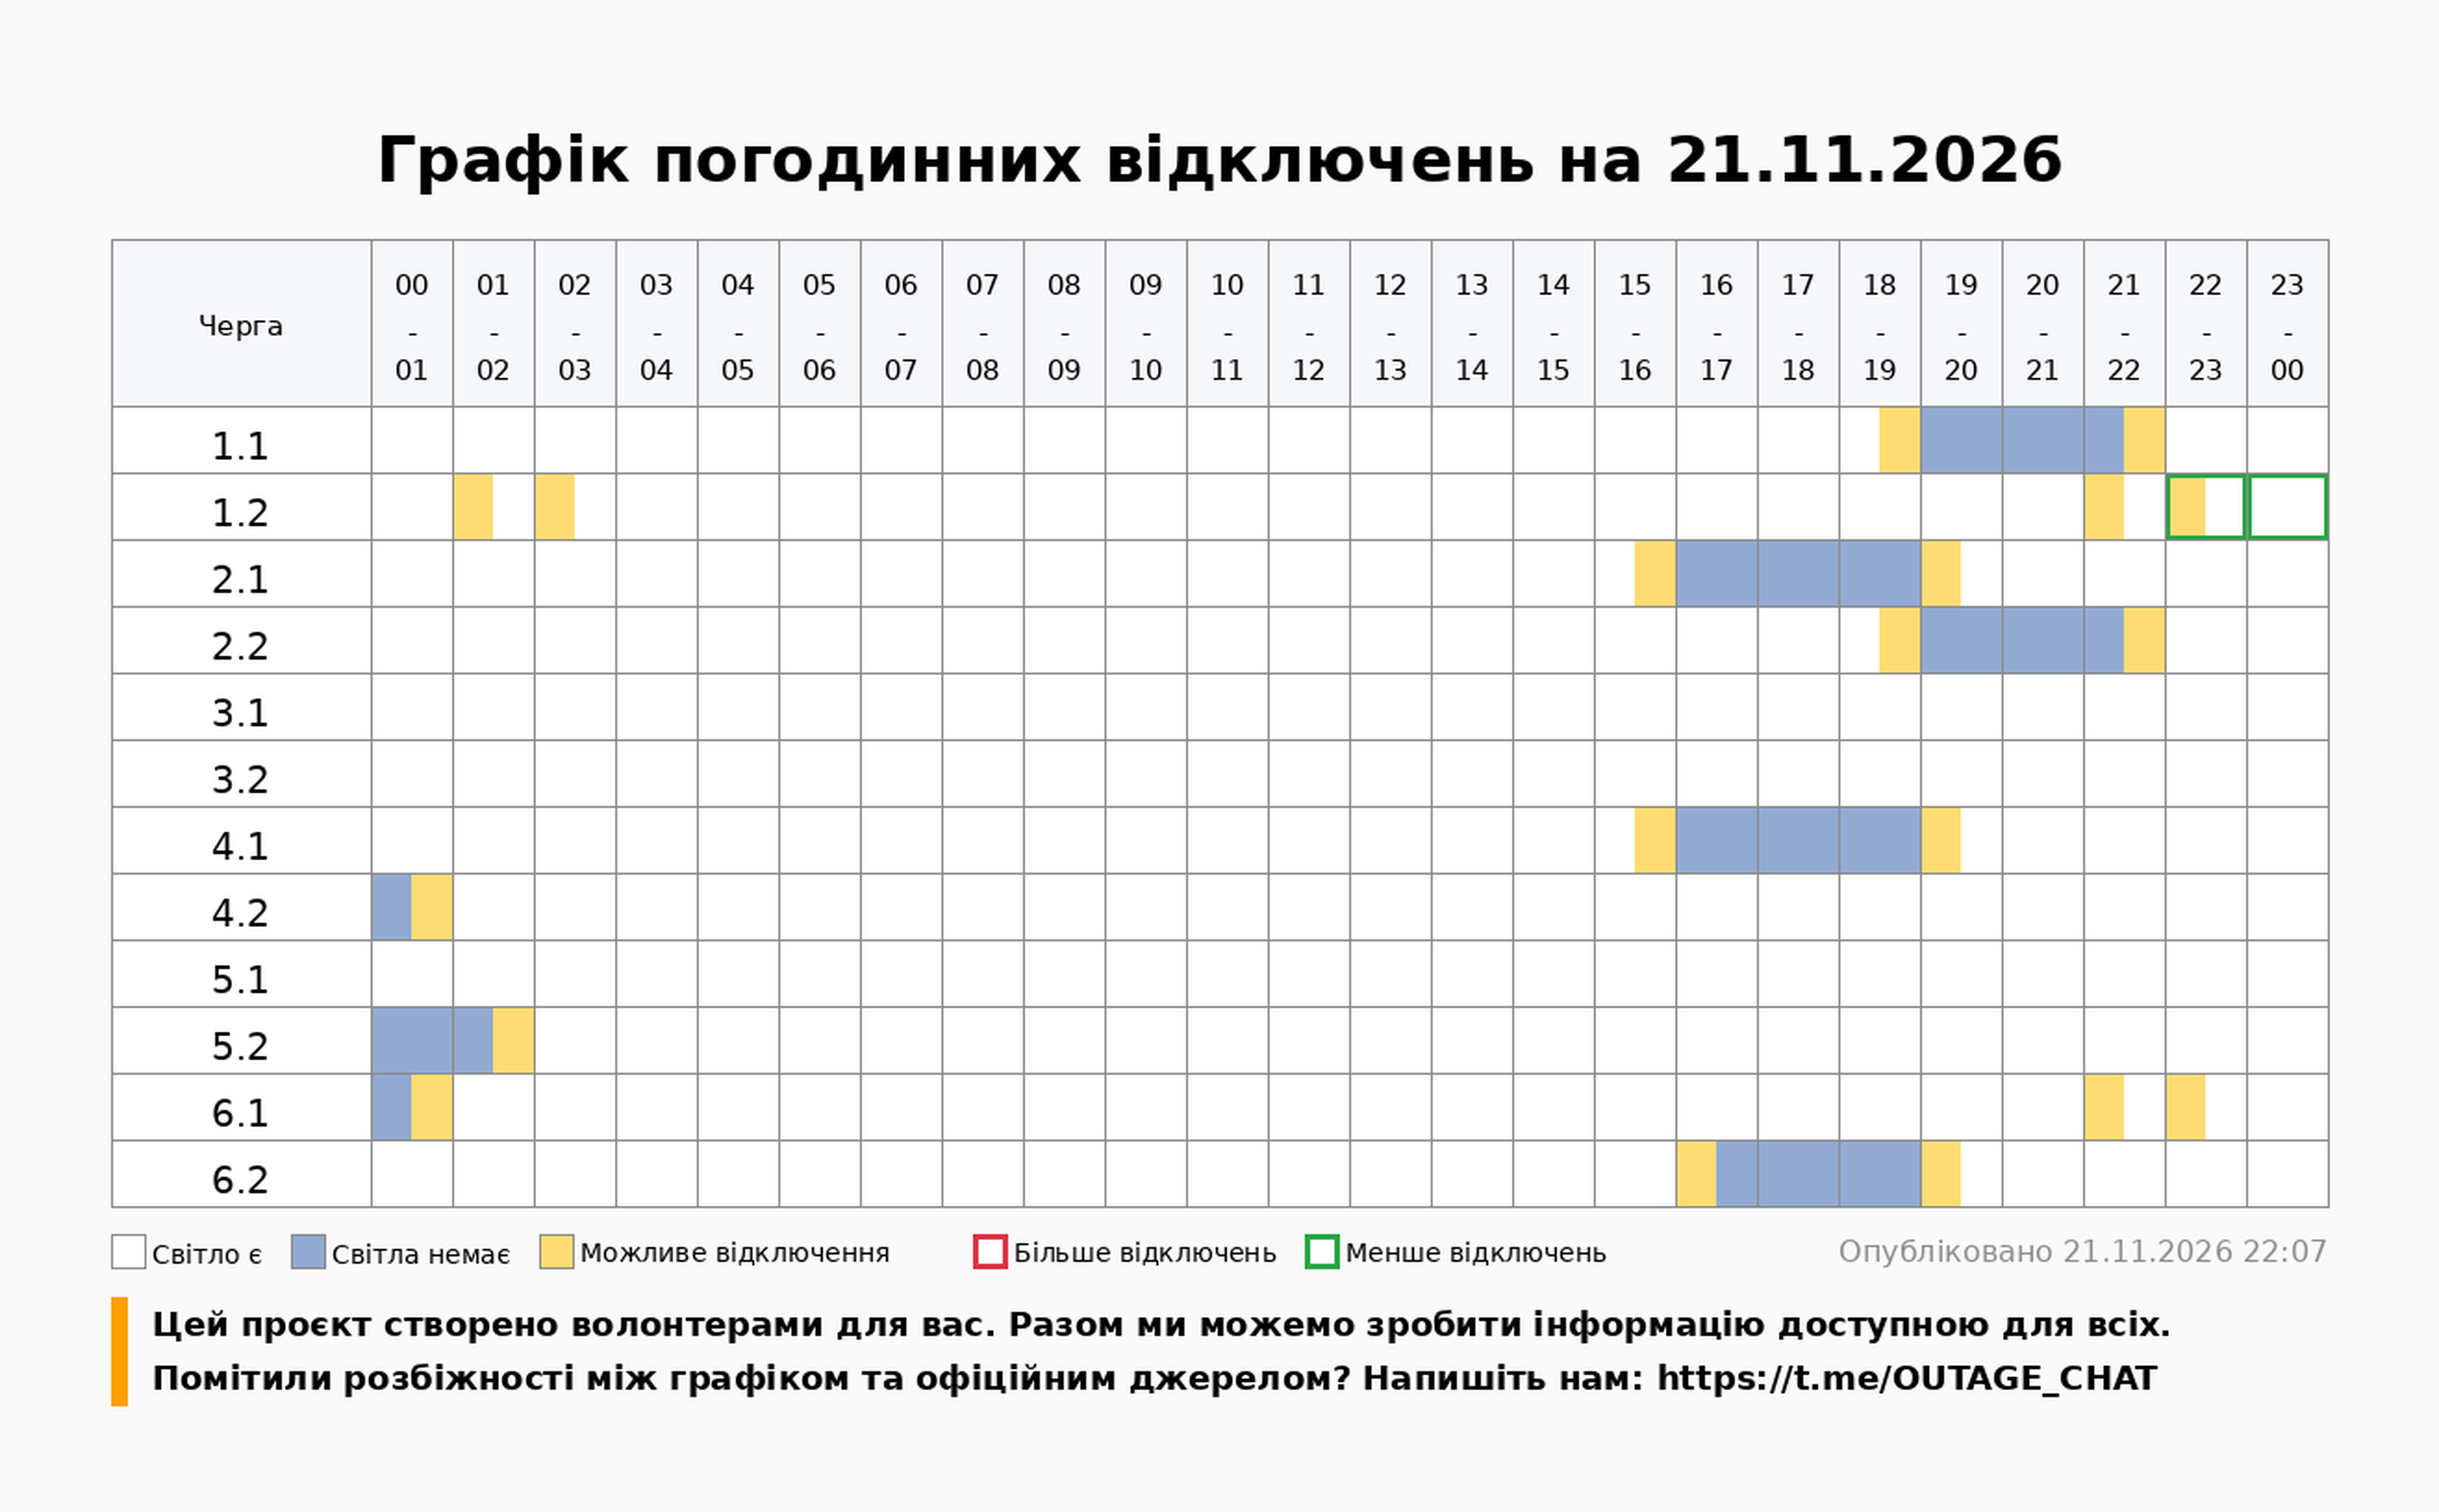 Графік погодинних відключень на 21.11.2026
Черга 00 - 01 01 - 02 02 - 03 03 - 04 04 - 05 05 - 06 06 - 07 07 - 08 08 - 09 09 - 10 10 - 11 11 - 12 12 - 13 13 - 14 14 - 15 15 - 16 16 - 17 17 - 18 18 - 19 19 - 20 20 - 21 21 - 22 22 - 23 23 - 00
1.1
1.2
2.1
2.2
3.1
3.2
4.1
4.2
5.1
5.2
6.1
6.2
Світло є Світла немає Можливе відключення Більше відключень Менше відключень Опубліковано 21.11.2026 22:07
Цей проєкт створено волонтерами для вас. Разом ми можемо зробити інформацію доступною для всіх.
Помітили розбіжності між графіком та офіційним джерелом? Напишіть нам: https://t.me/OUTAGE_CHAT